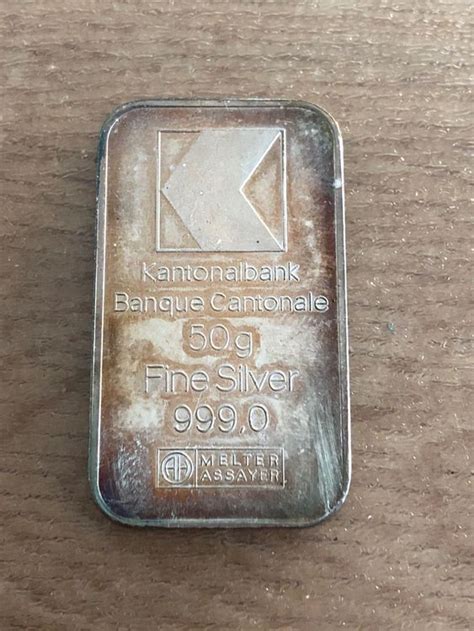 Kantonalbank
Banque Cantonale
50g
Fine Silver
999,0
MELTER
ASSAYER